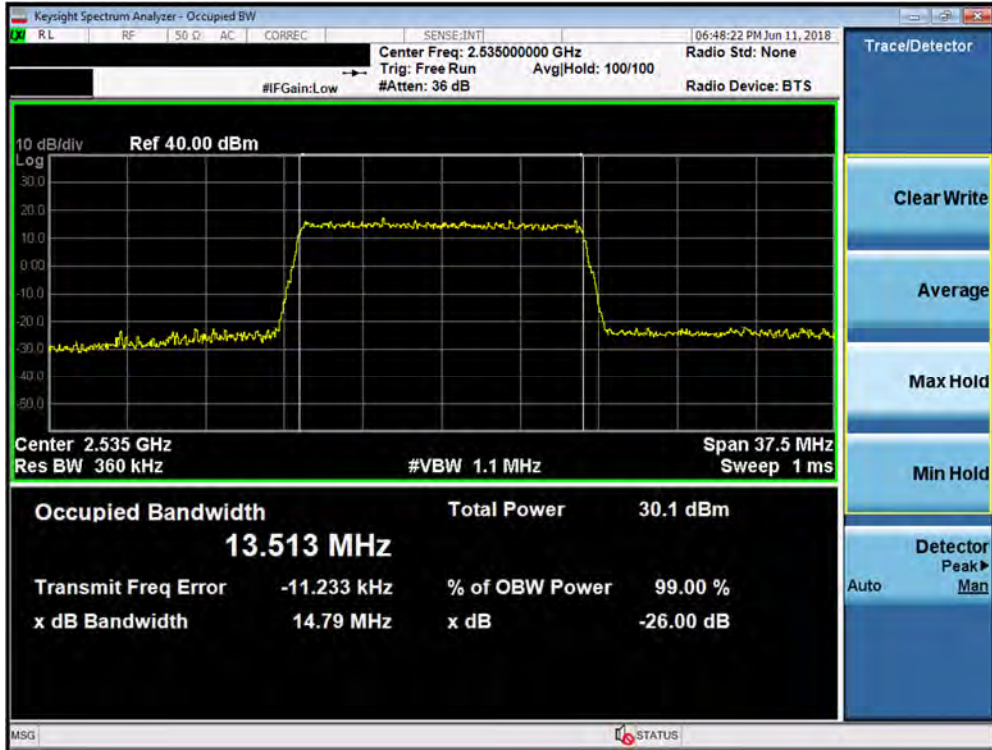 Keysight Spectrum Analyzer - Occupied BW
RL RF 50 Ω AC CORREC SENSE:INT 06:48:22 PM Jun 11, 2018
Center Freq: 2.535000000 GHz Radio Std: None
Trig: Free Run Avg|Hold: 100/100
#IFGain:Low #Atten: 36 dB Radio Device: BTS
10 dB/div Ref 40.00 dBm
Log
30.0
20.0
10.0
0.00
-10.0
-20.0
-30.0
-40.0
-50.0
Center 2.535 GHz Span 37.5 MHz
Res BW 360 kHz #VBW 1.1 MHz Sweep 1 ms
Occupied Bandwidth Total Power 30.1 dBm
13.513 MHz
Transmit Freq Error -11.233 kHz % of OBW Power 99.00 %
x dB Bandwidth 14.79 MHz x dB -26.00 dB
MSG STATUS
Trace/Detector
Clear Write
Average
Max Hold
Min Hold
Detector
Peak▶
Auto Man